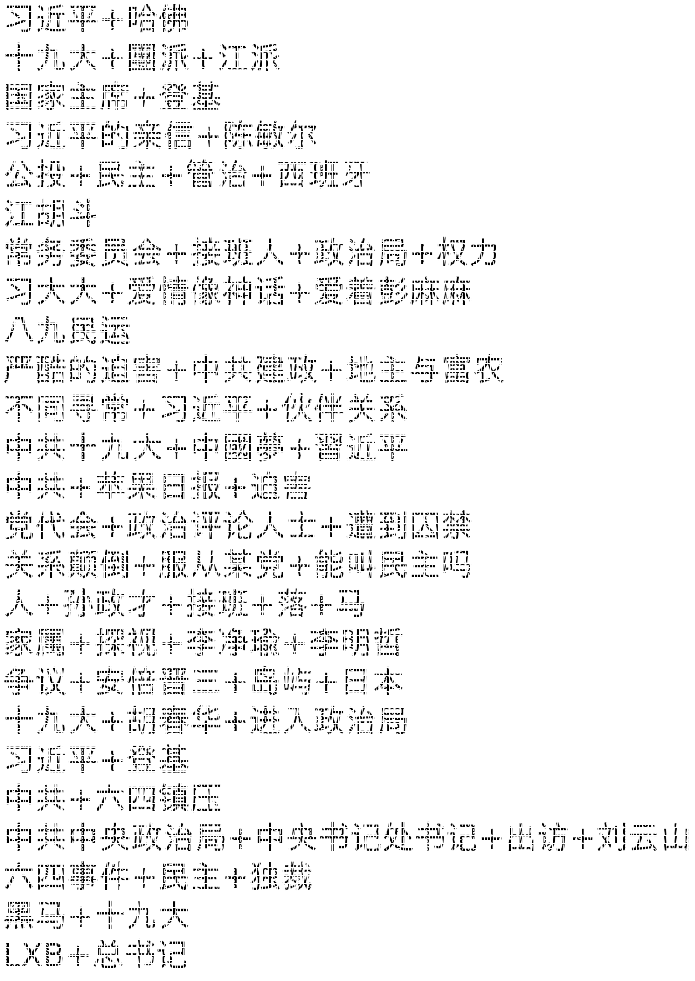 习近平+哈佛
十九大+团派+江派
国家主席+登基
习近平的亲信+陈敏尔
公投+民主+管治+西班牙
江胡斗
常务委员会+接班人+政治局+权力
习大大+爱情像神话+爱着彭麻麻
八九民运
严酷的迫害+中共建政+地主与富农
不同寻常+习近平+伙伴关系
中共十九大+中國夢+習近平
中共+苹果日报+迫害
党代会+政治评论人士+遭到囚禁
关系颠倒+服从某党+能叫民主吗
人+孙政才+接班+落+马
家属+探视+李净瑜+李明哲
争议+安倍晋三+岛屿+日本
十九大+胡春华+进入政治局
习近平+登基
中共+六四镇压
中共中央政治局+中央书记处书记+出访+刘云山
六四事件+民主+独裁
黑马+十九大
LXB+总书记